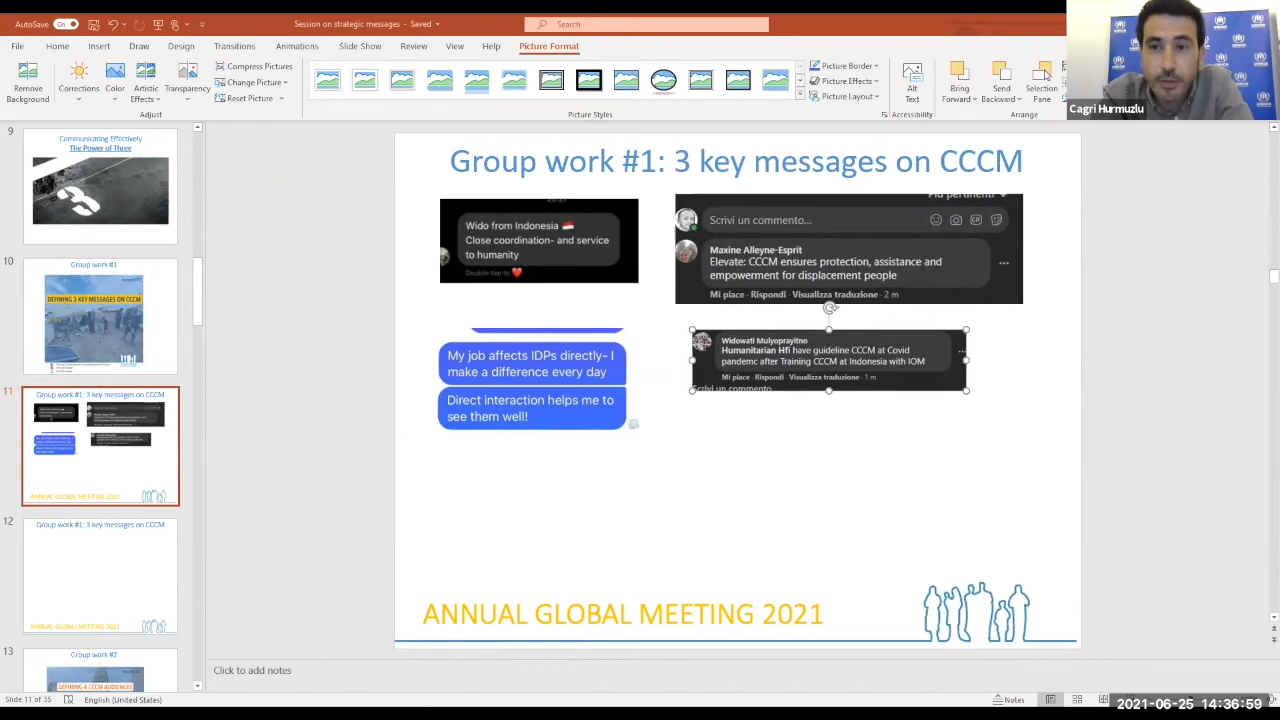 AutoSave
On
Session on strategic messages - Saved
Search
File
Home
Insert
Draw
Design
Transitions
Animations
Slide Show
Review
View
Help
Picture Format
Remove
Background
Corrections
Color
Artistic
Effects
Transparency
Compress Pictures
Change Picture
Reset Picture
Adjust
Picture Styles
Picture Border
Picture Effects
Picture Layout
Alt
Text
Accessibility
Bring
Forward
Send
Backward
Selection
Pane
Arrange
UNHCR
Cagri Hurmuzlu
9
Communicating Effectively
The Power of Three
10
Group work #1
DEFINING 3 KEY MESSAGES ON CCCM
11
Group work #1: 3 key messages on CCCM
ANNUAL GLOBAL MEETING 2021
12
Group work #1: 3 key messages on CCCM
ANNUAL GLOBAL MEETING 2021
13
Group work #2
DEFINING 4 CCCM AUDIENCES
Group work #1: 3 key messages on CCCM
Wido from Indonesia 🇮🇩
Close coordination- and service
to humanity
Double-tap to ❤️
Più pertinenti
Scrivi un commento...
Maxine Alleyne-Esprit
Elevate: CCCM ensures protection, assistance and
empowerment for displacement people
Mi piace · Rispondi · Visualizza traduzione · 2 m
My job affects IDPs directly- I
make a difference every day
Direct interaction helps me to
see them well!
Widowati Mulyoprayitno
Humanitarian Hfi have guideline CCCM at Covid
pandemc after Training CCCM at Indonesia with IOM
Mi piace · Rispondi · Visualizza traduzione · 1 m
Scrivi un commento
ANNUAL GLOBAL MEETING 2021
Click to add notes
Slide 11 of 35
English (United States)
Notes
2021-06-25 14:36:59